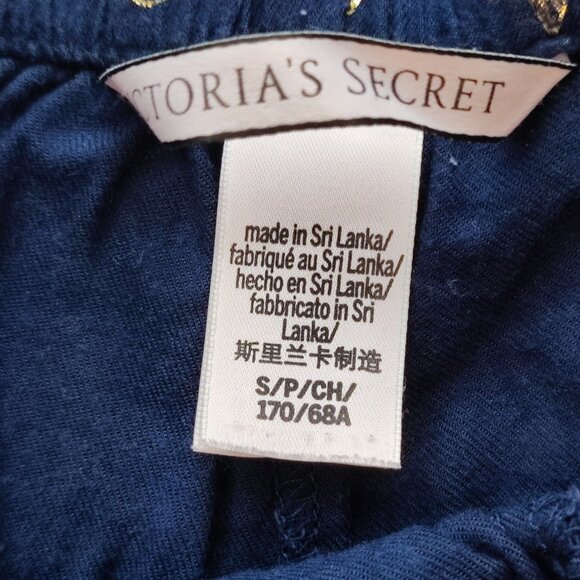 VICTORIA'S SECRET
made in Sri Lanka/
fabriqué au Sri Lanka/
hecho en Sri Lanka/
fabbricato in Sri
Lanka/
斯里兰卡制造
S/P/CH/
170/68A